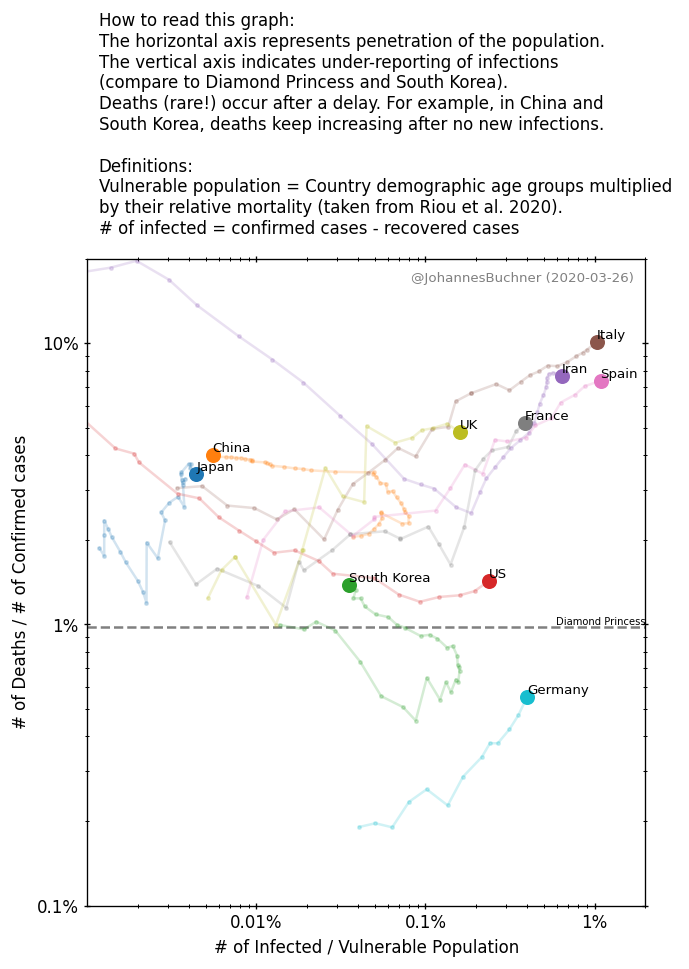 How to read this graph:
The horizontal axis represents penetration of the population.
The vertical axis indicates under-reporting of infections
(compare to Diamond Princess and South Korea).
Deaths (rare!) occur after a delay. For example, in China and
South Korea, deaths keep increasing after no new infections.
Definitions:
Vulnerable population = Country demographic age groups multiplied
by their relative mortality (taken from Riou et al. 2020).
# of infected = confirmed cases - recovered cases
@JohannesBuchner (2020-03-26)
Italy
10%
Iran
Spain
France
UK
China
Japan
South Korea
US
Diamond Princess
1%
Germany
0.1%
0.01%
0.1%
1%
# of Infected / Vulnerable Population
# of Deaths / # of Confirmed cases